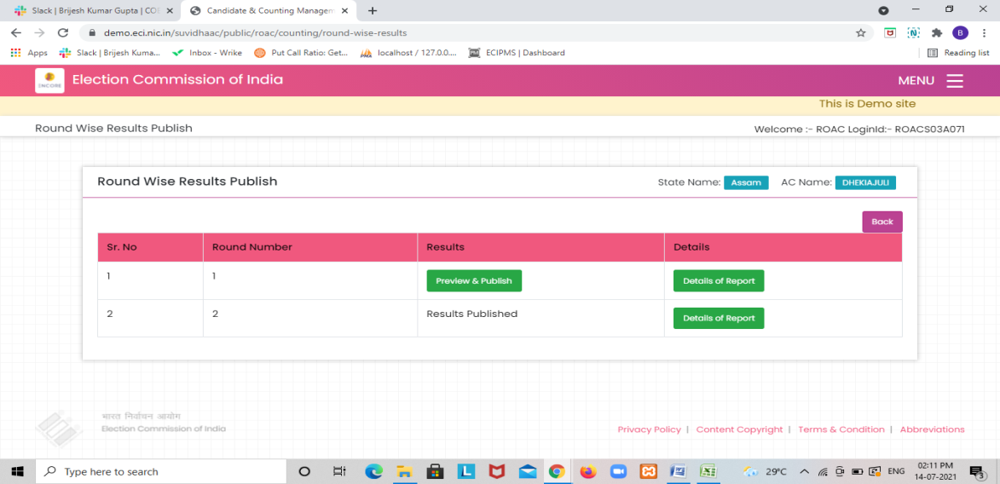 Slack | Brijesh Kumar Gupta | CO
Candidate & Counting Managem
demo.eci.nic.in/suvidhaac/public/roac/counting/round-wise-results
B
Apps
Slack | Brijesh Kuma...
Inbox - Wrike
Put Call Ratio: Get...
localhost / 127.0.0....
ECIPMS | Dashboard
Reading list
ENCORE
Election Commission of India
MENU
This is Demo site
Round Wise Results Publish
Welcome :- ROAC LoginId:- ROACS03A071
Round Wise Results Publish
State Name: Assam AC Name: DHEKIAJULI
Back
Sr. No Round Number Results Details
1 1 Preview & Publish Details of Report
2 2 Results Published Details of Report
भारत निर्वाचन आयोग
Election Commission of India
Privacy Policy | Content Copyright | Terms & Condition | Abbreviations
Type here to search
29°C
ENG
02:11 PM
14-07-2021
3